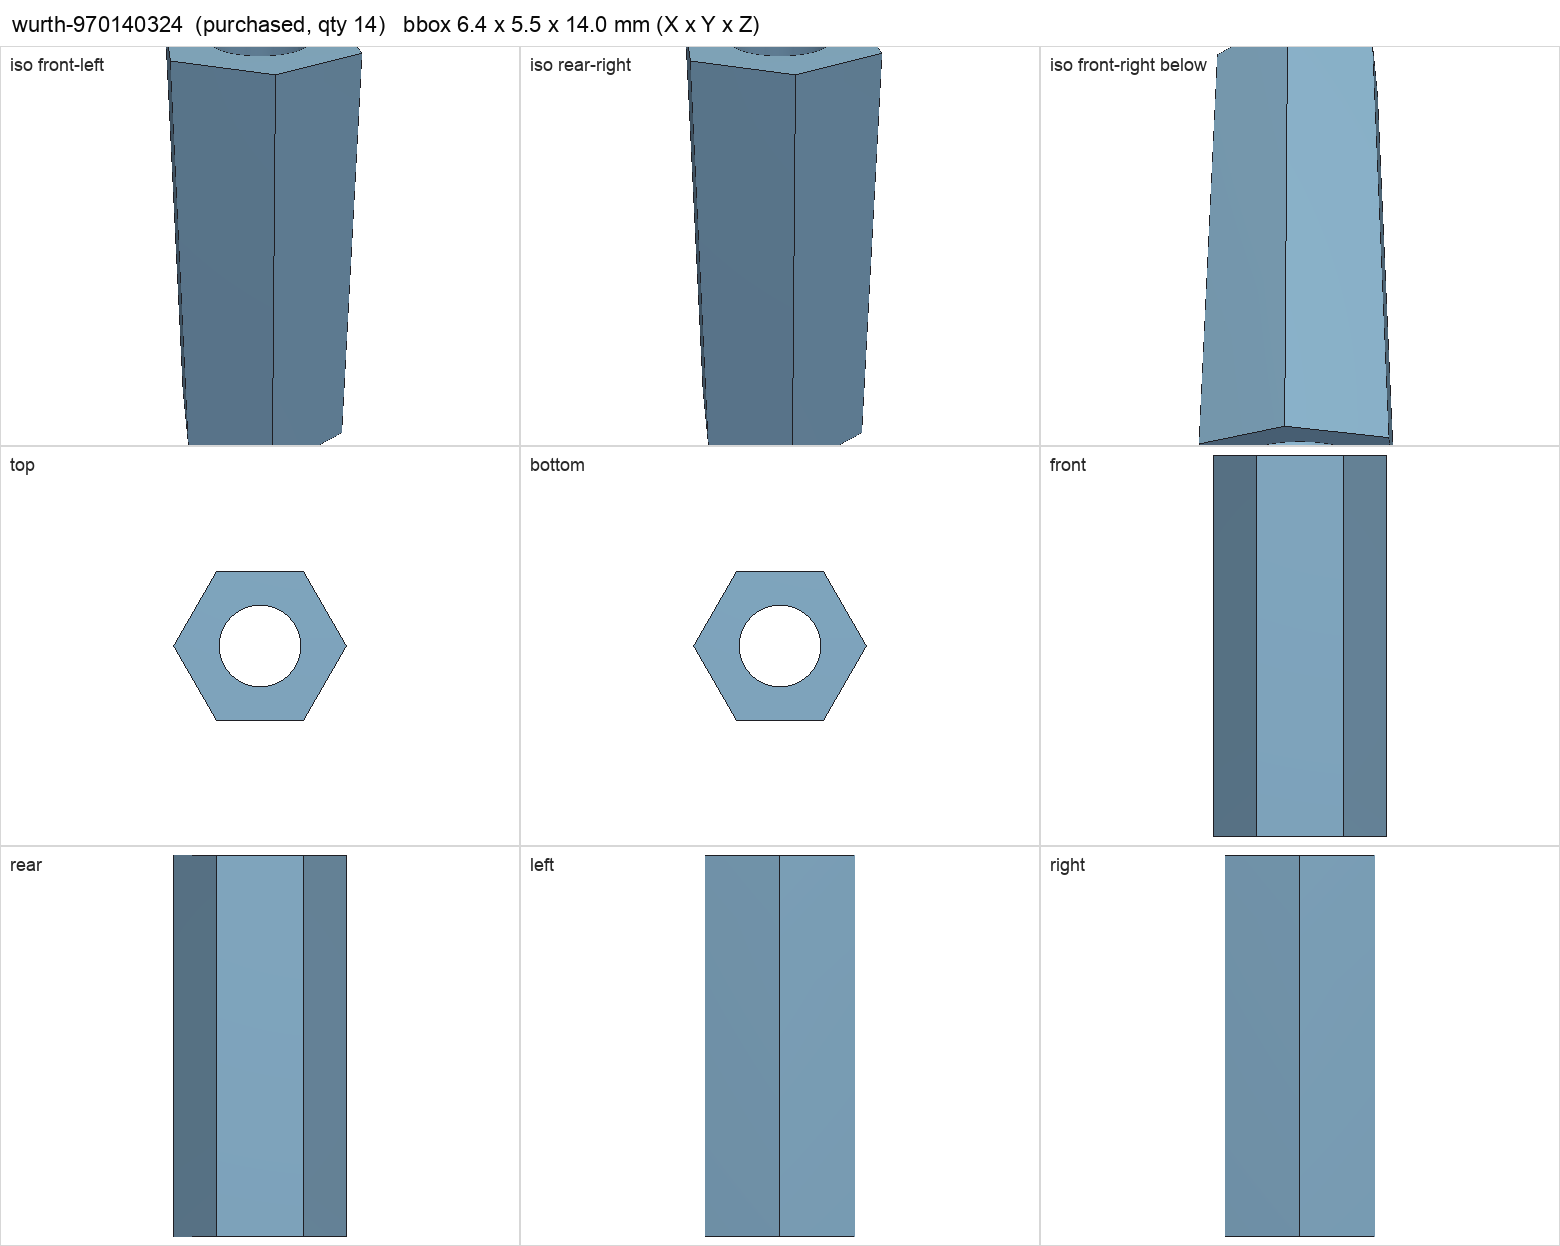 wurth-970140324 (purchased, qty 14) bbox 6.4 x 5.5 x 14.0 mm (X x Y x Z)
iso front-left
iso rear-right
iso front-right below
top
bottom
front
rear
left
right